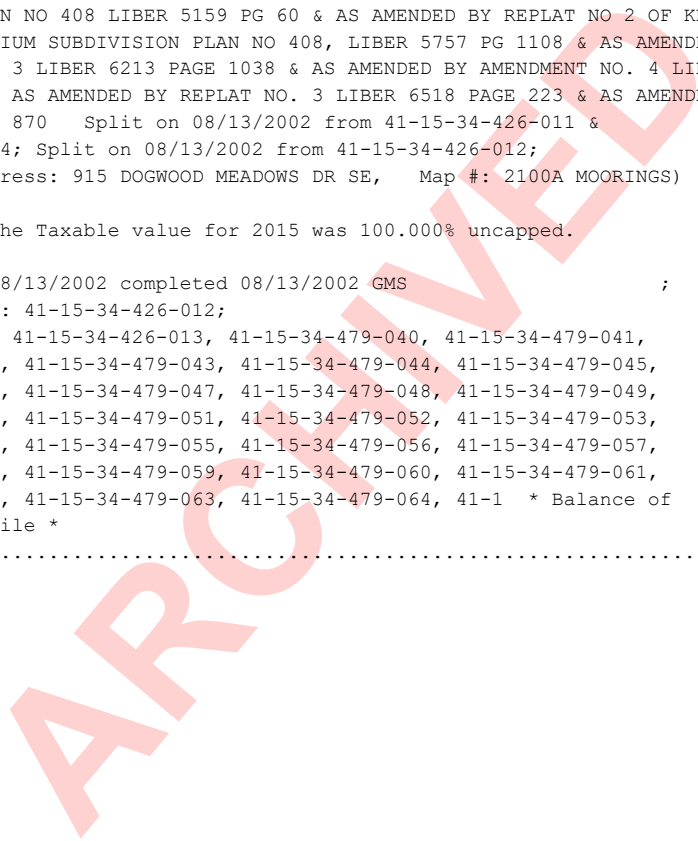 N NO 408 LIBER 5159 PG 60 & AS AMENDED BY REPLAT NO 2 OF
IUM SUBDIVISION PLAN NO 408, LIBER 5757 PG 1108 & AS AMEND
3 LIBER 6213 PAGE 1038 & AS AMENDED BY AMENDMENT NO. 4
AS AMENDED BY REPLAT NO. 3 LIBER 6518 PAGE 223 & AS AMEND
870 Split on 08/13/2002 from 41-15-34-426-011 &
4; Split on 08/13/2002 from 41-15-34-426-012;
ress: 915 DOGWOOD MEADOWS DR SE, Map #: 2100A MOORINGS)
he Taxable value for 2015 was 100.000% uncapped.
8/13/2002 completed 08/13/2002 GMS ;
: 41-15-34-426-012;
41-15-34-426-013, 41-15-34-479-040, 41-15-34-479-041,
, 41-15-34-479-043, 41-15-34-479-044, 41-15-34-479-045,
, 41-15-34-479-047, 41-15-34-479-048, 41-15-34-479-049,
, 41-15-34-479-051, 41-15-34-479-052, 41-15-34-479-053,
, 41-15-34-479-055, 41-15-34-479-056, 41-15-34-479-057,
, 41-15-34-479-059, 41-15-34-479-060, 41-15-34-479-061,
, 41-15-34-479-063, 41-15-34-479-064, 41-1 * Balance of
ile *
.........................................................
ARCHIVED